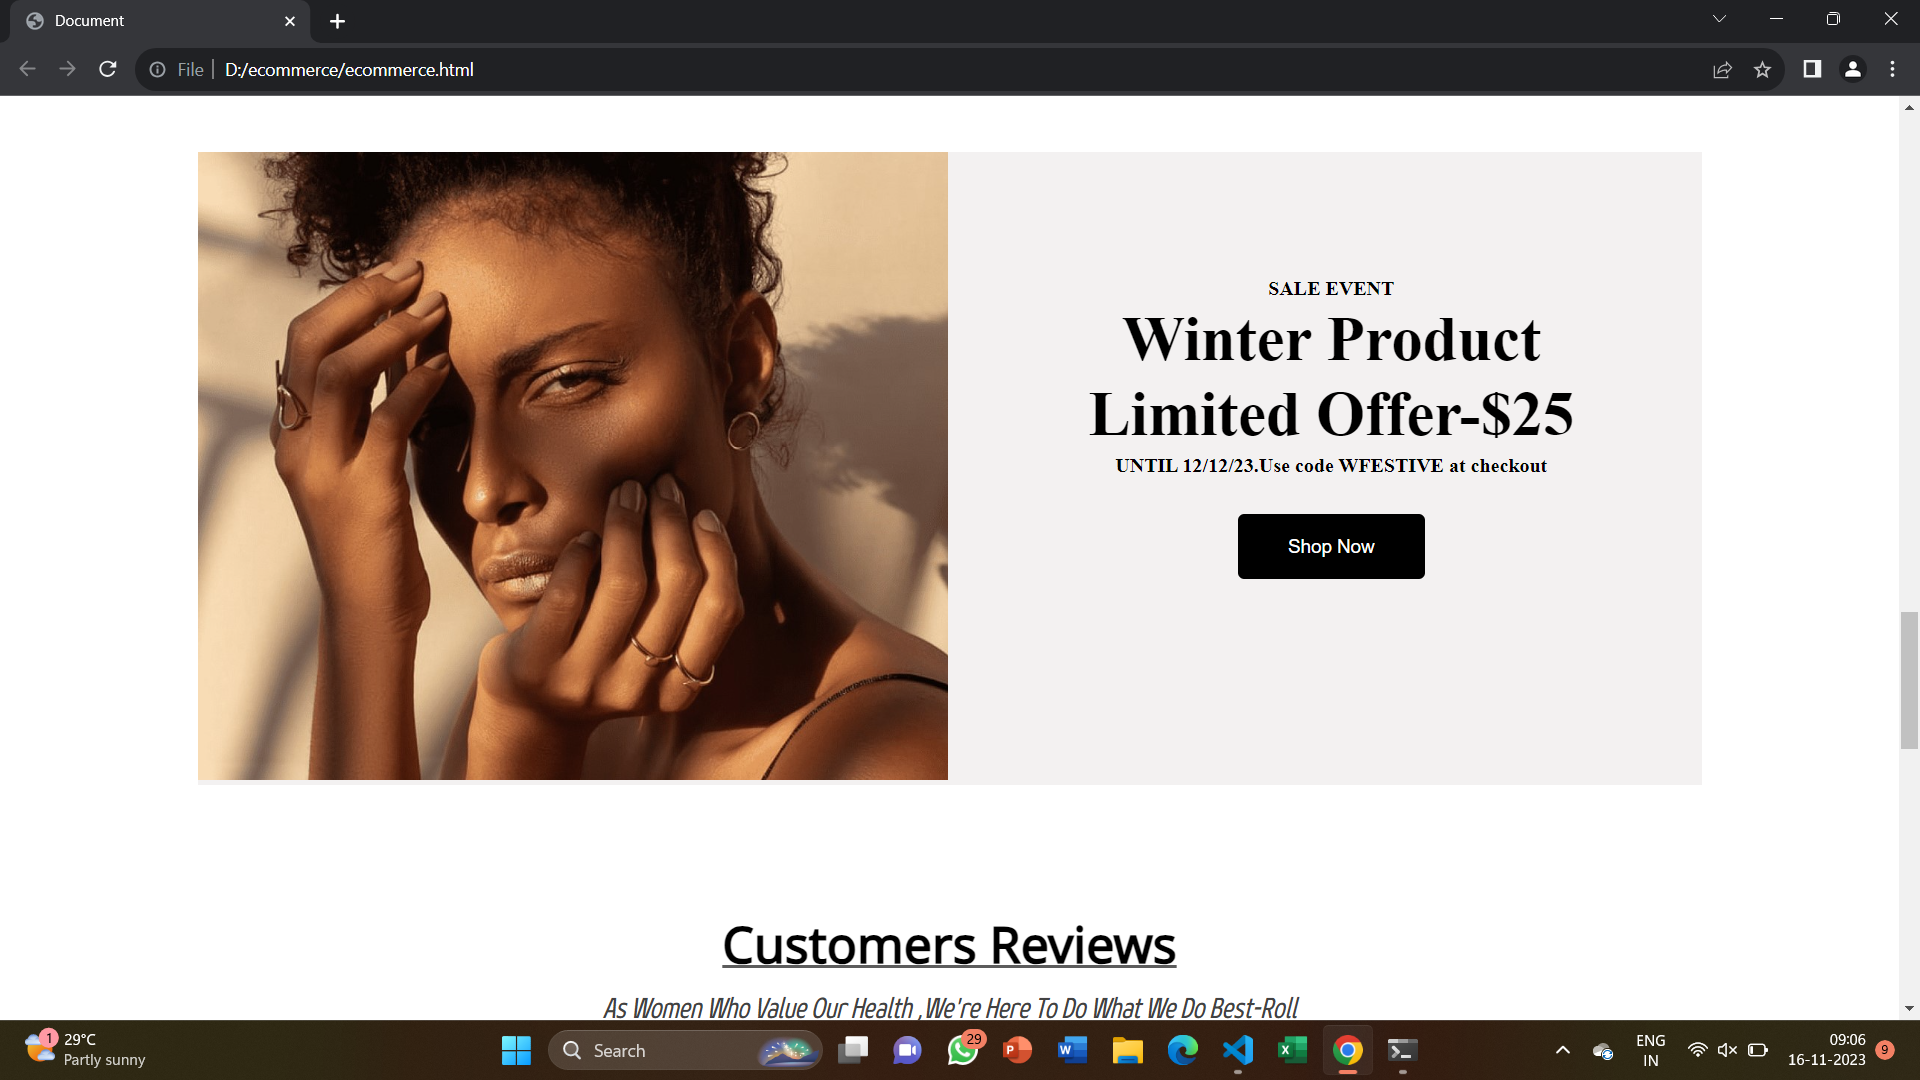 Document
File
D:/ecommerce/ecommerce.html
SALE EVENT
Winter Product
Limited Offer-$25
UNTIL 12/12/23.Use code WFESTIVE at checkout
Shop Now
Customers Reviews
As Women Who Value Our Health ,We're Here To Do What We Do Best-Roll
1
29°C
Partly sunny
Search
29
P
W
X
ENG
IN
09:06
16-11-2023
9